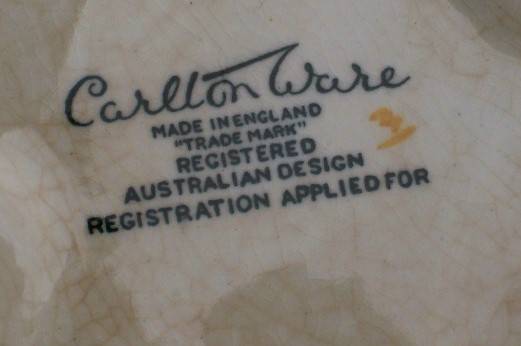 Carlton Ware
MADE IN ENGLAND
"TRADE MARK"
REGISTERED
AUSTRALIAN DESIGN
REGISTRATION APPLIED FOR